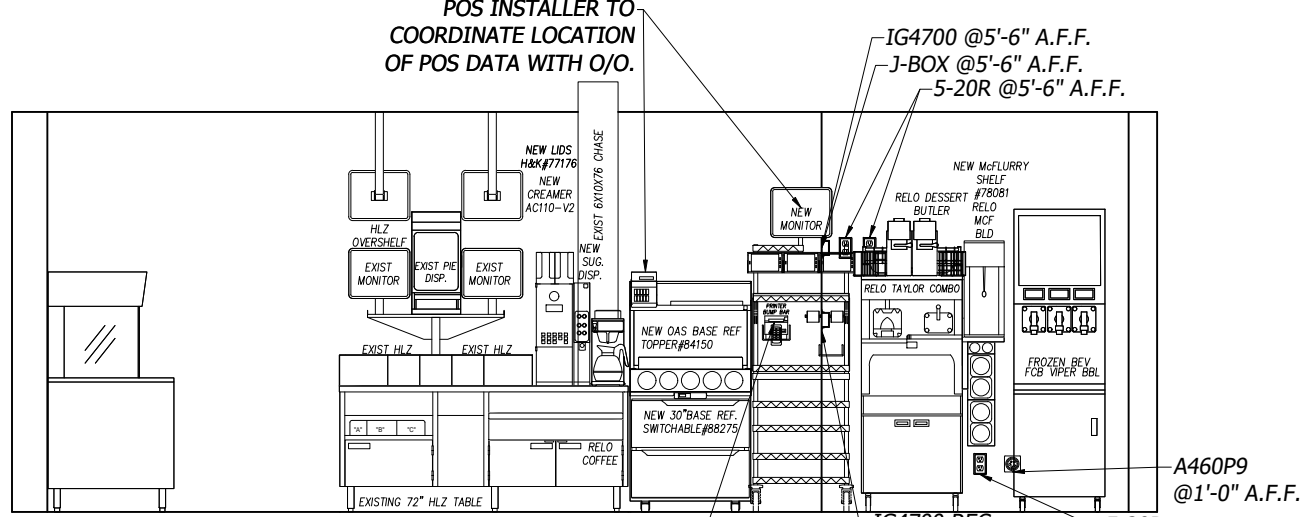 POS INSTALLER TO
COORDINATE LOCATION
OF POS DATA WITH O/O.
IG4700 @5'-6" A.F.F.
J-BOX @5'-6" A.F.F.
5-20R @5'-6" A.F.F.
NEW LIDS
H&K#77176
NEW
CREAMER
AC110-V2
EXIST 6X10X76 CHASE
NEW McFLURRY
SHELF
#78081
RELO
MCF
BLD
RELO DESSERT
BUTLER
NEW
MONITOR
HLZ
OVERSHELF
EXIST
MONITOR
EXIST PIE
DISP.
EXIST
MONITOR
NEW
SUG.
DISP.
RELO TAYLOR COMBO
PRINTER
BUMP BAR
NEW OAS BASE REF
TOPPER#84150
EXIST HLZ
EXIST HLZ
FROZEN BEV
FCB VIPER BBL
NEW 30"BASE REF.
SWITCHABLE#88275
"A"
"B"
"C"
RELO
COFFEE
EXISTING 72" HLZ TABLE
A460P9
@1'-0" A.F.F.